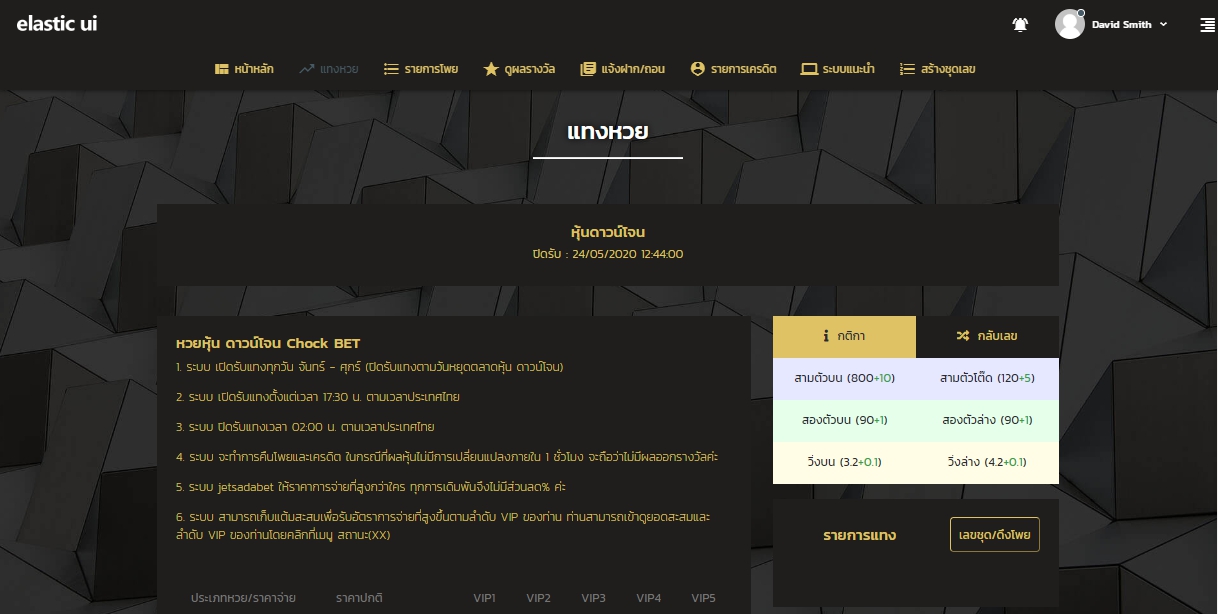 elastic ui
David Smith
หน้าหลัก แทงหวย รายการโพย ดูผลรางวัล แจ้งฝาก/ถอน รายการเครดิต ระบบแนะนำ สร้างชุดเลข
แทงหวย
หุ้นดาวน์โจน
ปิดรับ : 24/05/2020 12:44:00
หวยหุ้น ดาวน์โจน Chock BET
1. ระบบ เปิดรับแทงทุกวัน จันทร์ - ศุกร์ (ปิดรับแทงตามวันหยุดตลาดหุ้น ดาวน์โจน)
2. ระบบ เปิดรับแทงตั้งแต่เวลา 17:30 น. ตามเวลาประเทศไทย
3. ระบบ ปิดรับแทงเวลา 02:00 น. ตามเวลาประเทศไทย
4. ระบบ จะทำการคืนโพยและเครดิต ในกรณีที่ผลหุ้นไม่มีการเปลี่ยนแปลงภายใน 1 ชั่วโมง จะถือว่าไม่มีผลออกรางวัลค่ะ
5. ระบบ jetsadabet ให้ราคาการจ่ายที่สูงกว่าใคร ทุกการเดิมพันจึงไม่มีส่วนลด% ค่ะ
6. ระบบ สามารถเก็บแต้มสะสมเพื่อรับอัตราการจ่ายที่สูงขึ้นตามลำดับ VIP ของท่าน ท่านสามารถเข้าดูยอดสะสมและ
ลำดับ VIP ของท่านโดยคลิกที่เมนู สถานะ(XX)
ประเภทหวย/ราคาจ่าย ราคาปกติ VIP1 VIP2 VIP3 VIP4 VIP5
กติกา กลับเลข
สามตัวบน (800+10) สามตัวโต๊ด (120+5)
สองตัวบน (90+1) สองตัวล่าง (90+1)
วิ่งบน (3.2+0.1) วิ่งล่าง (4.2+0.1)
รายการแทง เลขชุด/ดึงโพย